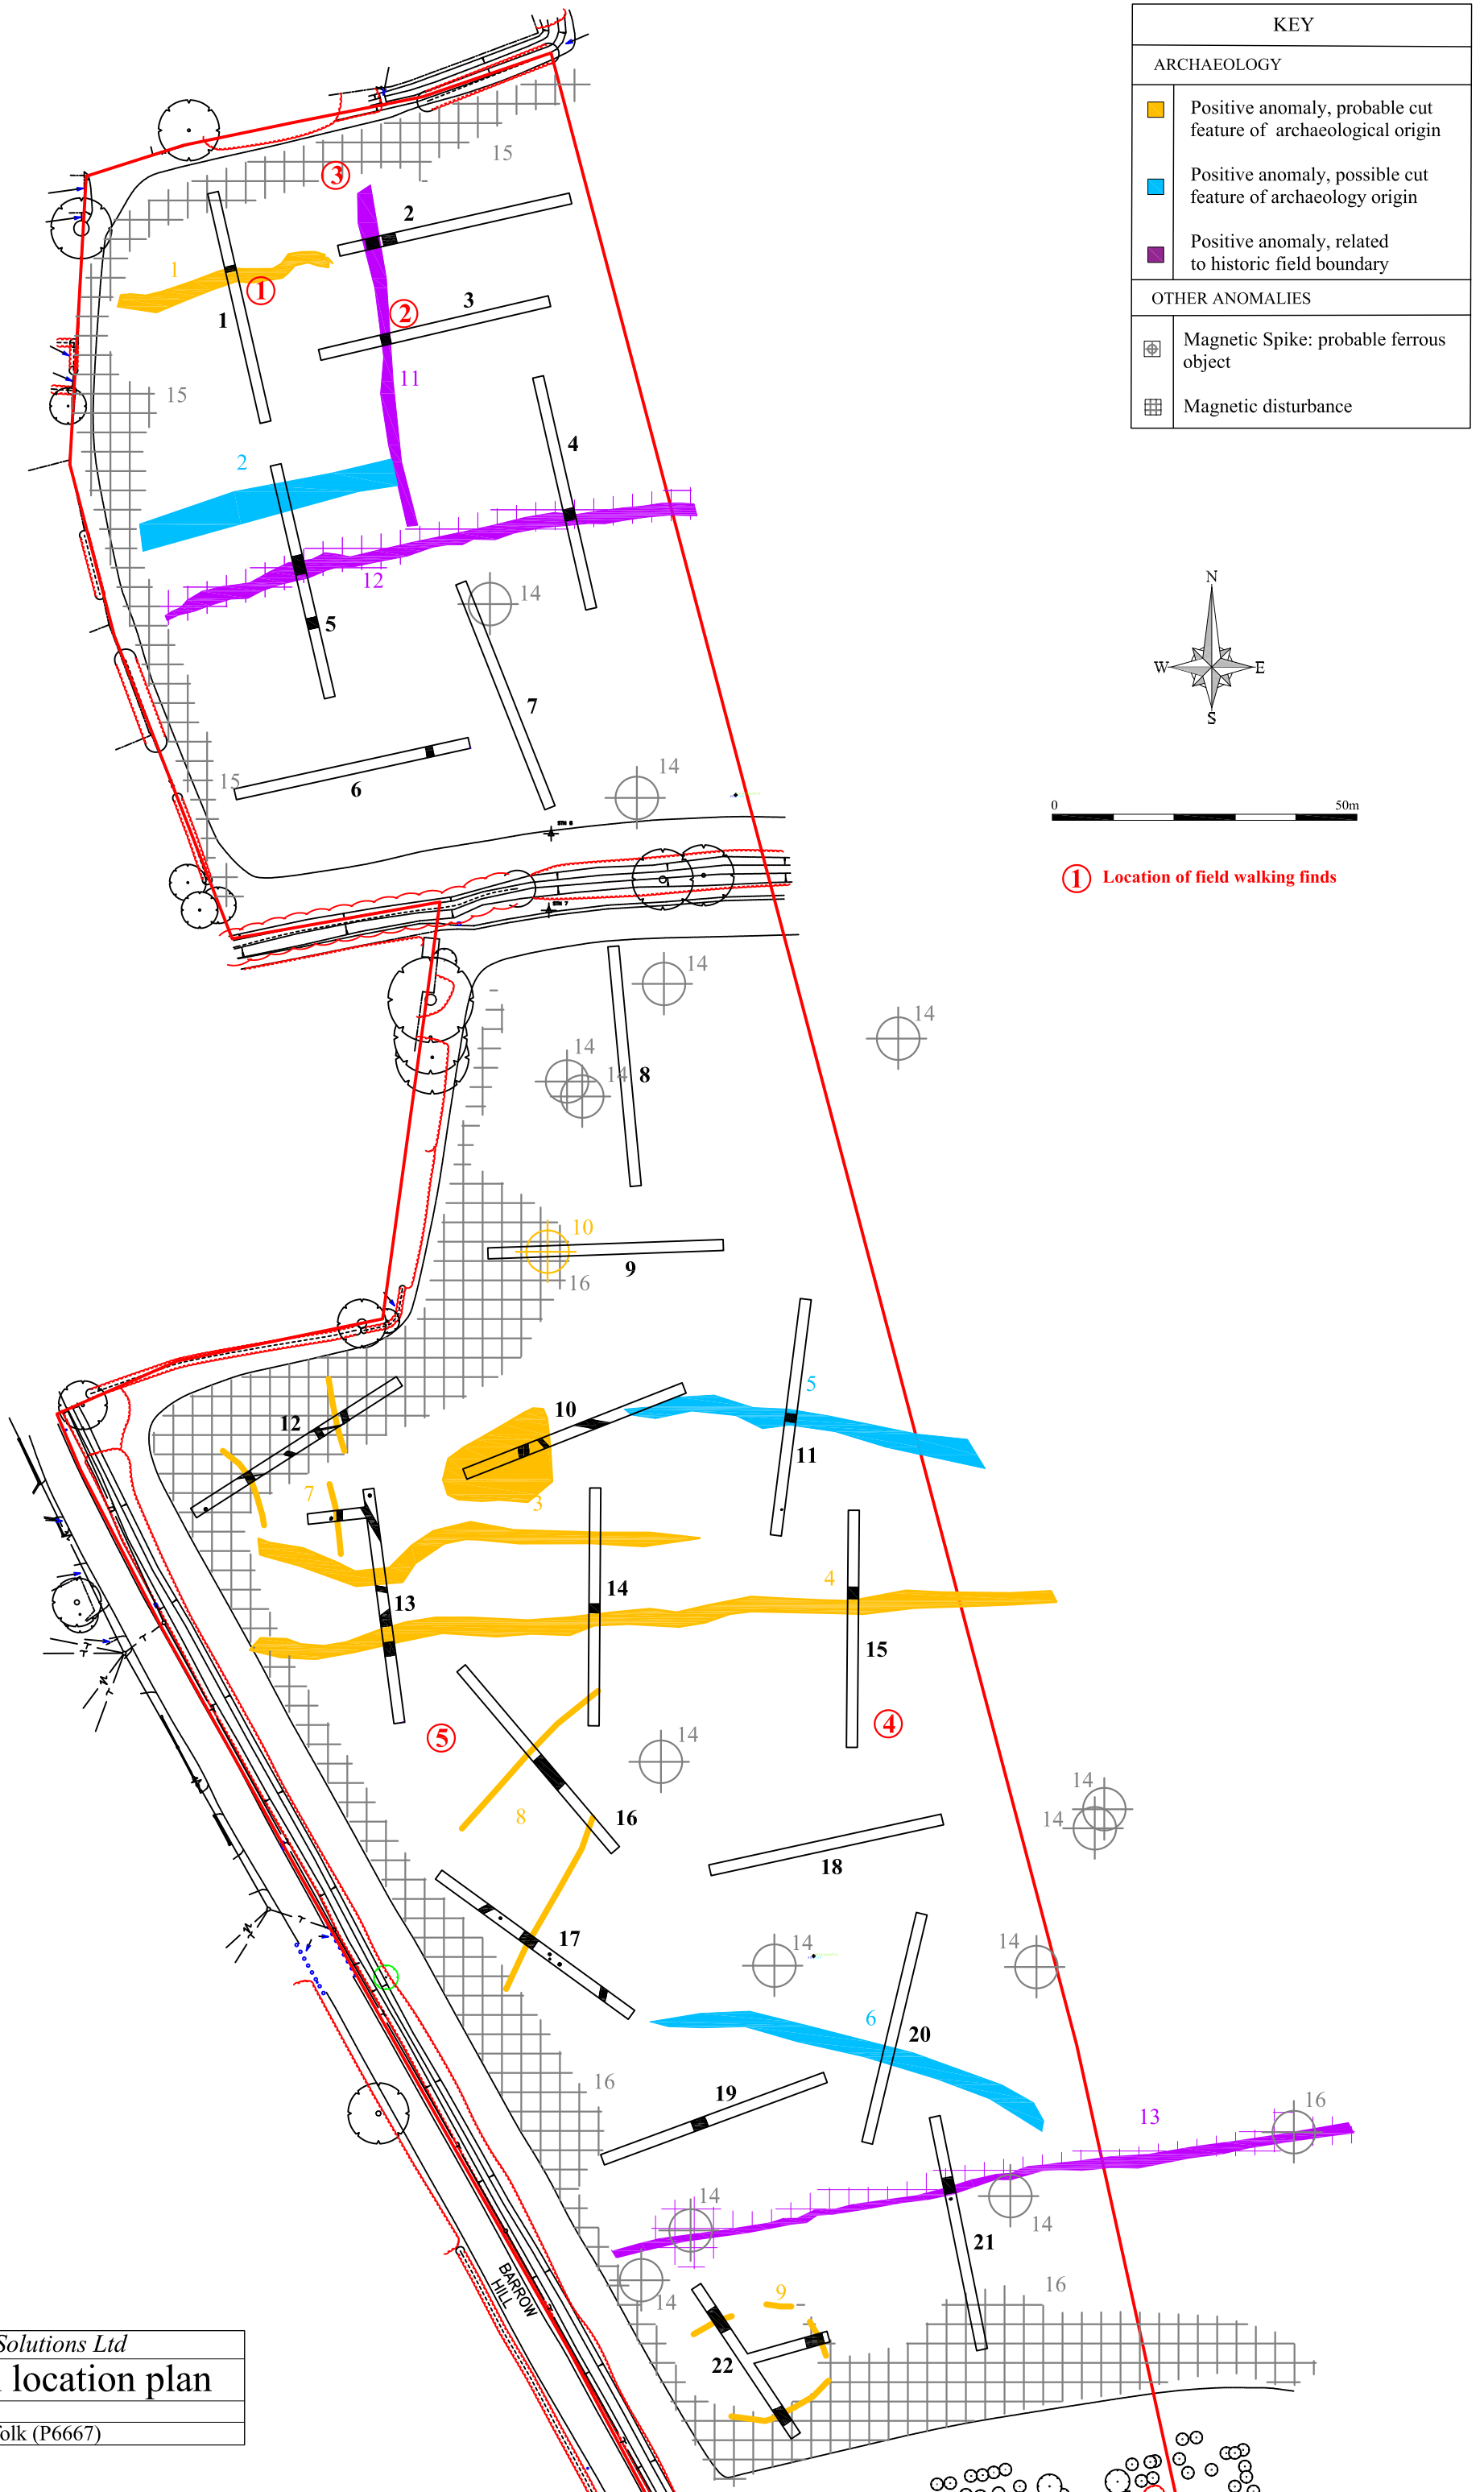 KEY
ARCHAEOLOGY
Positive anomaly, probable cut
feature of archaeological origin
Positive anomaly, possible cut
feature of archaeology origin
Positive anomaly, related
to historic field boundary
OTHER ANOMALIES
Magnetic Spike: probable ferrous
object
Magnetic disturbance
15
3
2
1
1
2
3
1
11
15
4
2
12
14
5
7
14
15
6
N
W
E
S
0
50m
1 Location of field walking finds
14
14
14
14
8
10
9
16
5
10
12
11
7
3
4
14
13
15
4
5
14
14
14
8
16
18
17
14
14
6
20
16
19
13
16
14
14
21
14
16
9
22
BARROW
HILL
Solutions Ltd
location plan
olk (P6667)